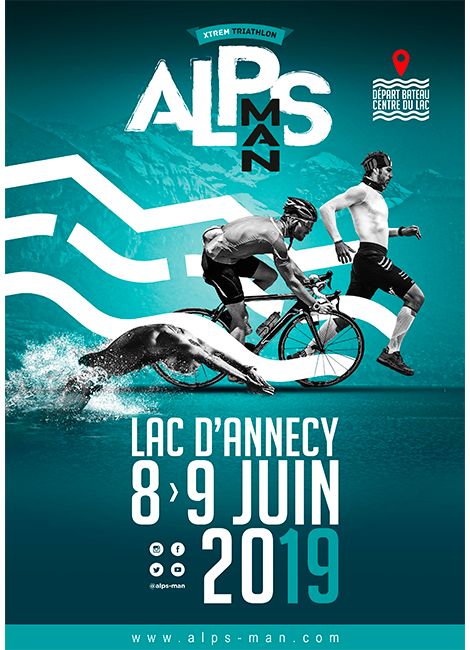 XTREM TRIATHLON
ALPS
MAN
DÉPART BATEAU
CENTRE DU LAC
LAC D'ANNECY
8 › 9 JUIN
2019
@alps-man
www.alps-man.com